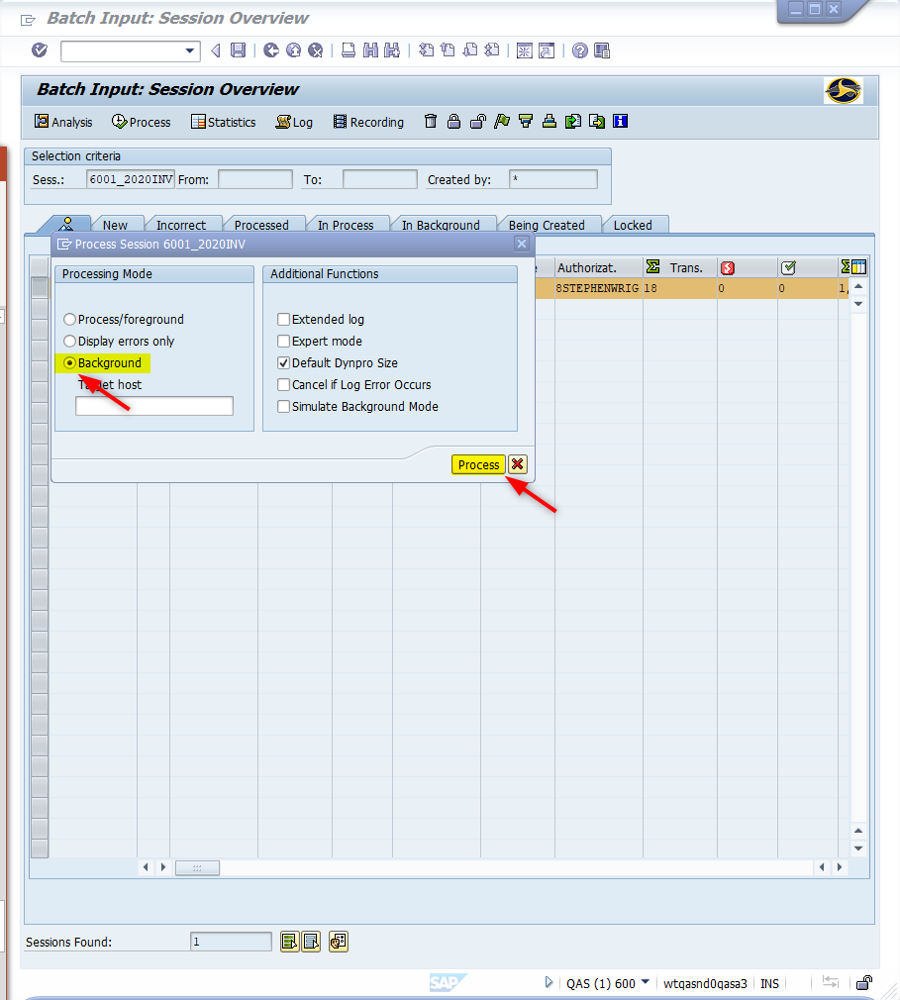 Batch Input: Session Overview
Batch Input: Session Overview
Analysis Process Statistics Log Recording
Selection criteria
Sess.: 6001_2020INV From: To: Created by: *
New Incorrect Processed In Process In Background Being Created Locked
Process Session 6001_2020INV
Processing Mode Additional Functions
Authorizat. Trans.
8STEPHENWRIG 18 0 0 1,
Process/foreground Extended log
Display errors only Expert mode
Background Default Dynpro Size
Target host Cancel if Log Error Occurs
Simulate Background Mode
Process
Sessions Found: 1
SAP QAS (1) 600 wtqasnd0qasa3 INS